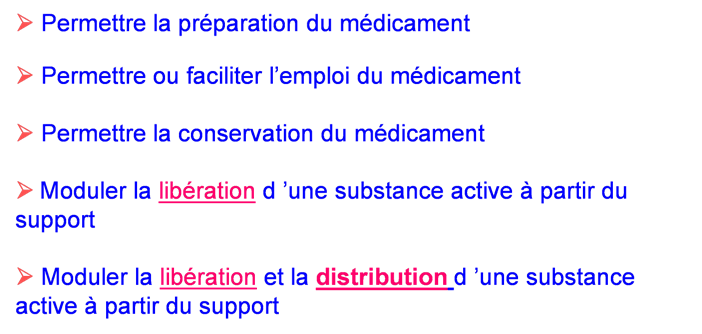 ➢ Permettre la préparation du médicament
➢ Permettre ou faciliter l’emploi du médicament
➢ Permettre la conservation du médicament
➢ Moduler la libération d ’une substance active à partir du
support
➢ Moduler la libération et la distribution d ’une substance
active à partir du support